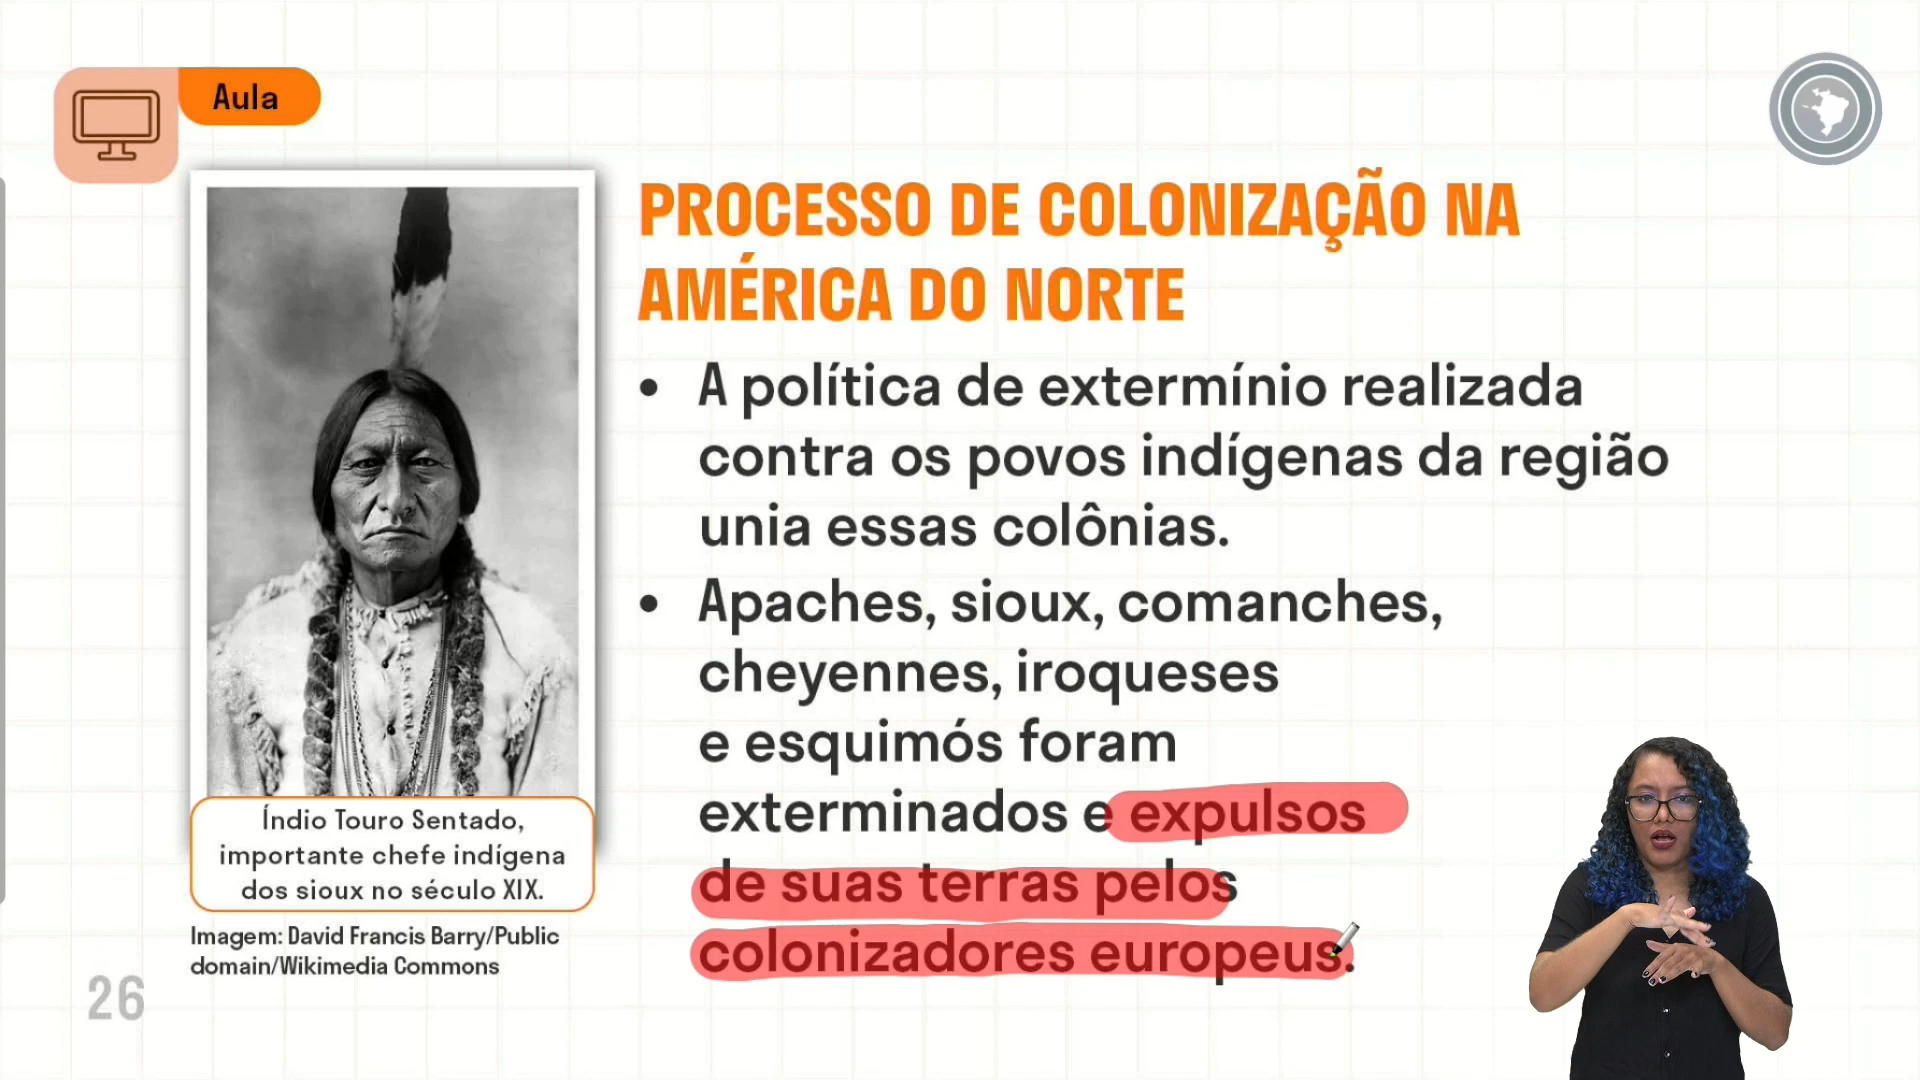 Aula
PROCESSO DE COLONIZAÇÃO NA
AMÉRICA DO NORTE
• A política de extermínio realizada
contra os povos indígenas da região
unia essas colônias.
• Apaches, sioux, comanches,
cheyennes, iroqueses
e esquimós foram
exterminados e expulsos
de suas terras pelos
colonizadores europeus.
Índio Touro Sentado,
importante chefe indígena
dos sioux no século XIX.
Imagem: David Francis Barry/Public
domain/Wikimedia Commons
26